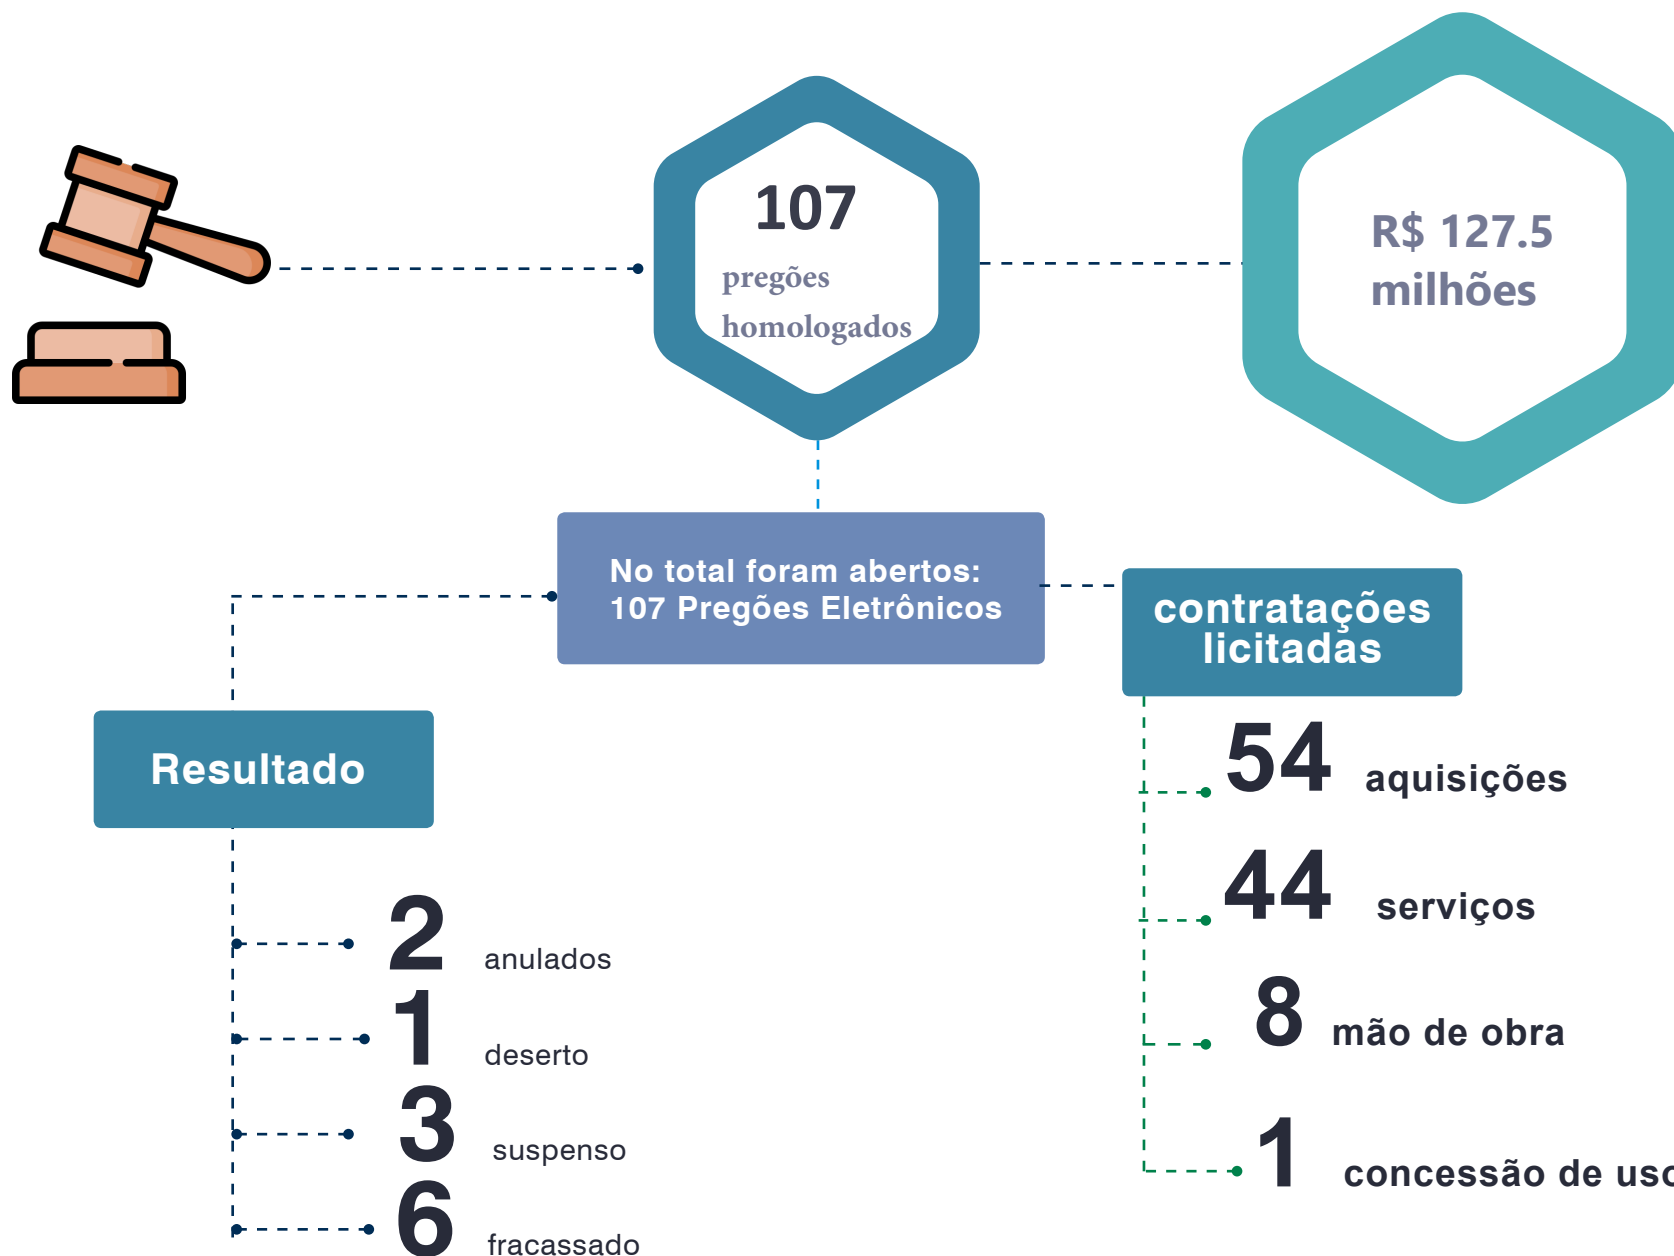 107
pregões
homologados
R$ 127.5
milhões
No total foram abertos:
107 Pregões Eletrônicos
contratações
licitadas
Resultado
54 aquisições
44 serviços
8 mão de obra
1 concessão de uso
2 anulados
1 deserto
3 suspenso
6 fracassado